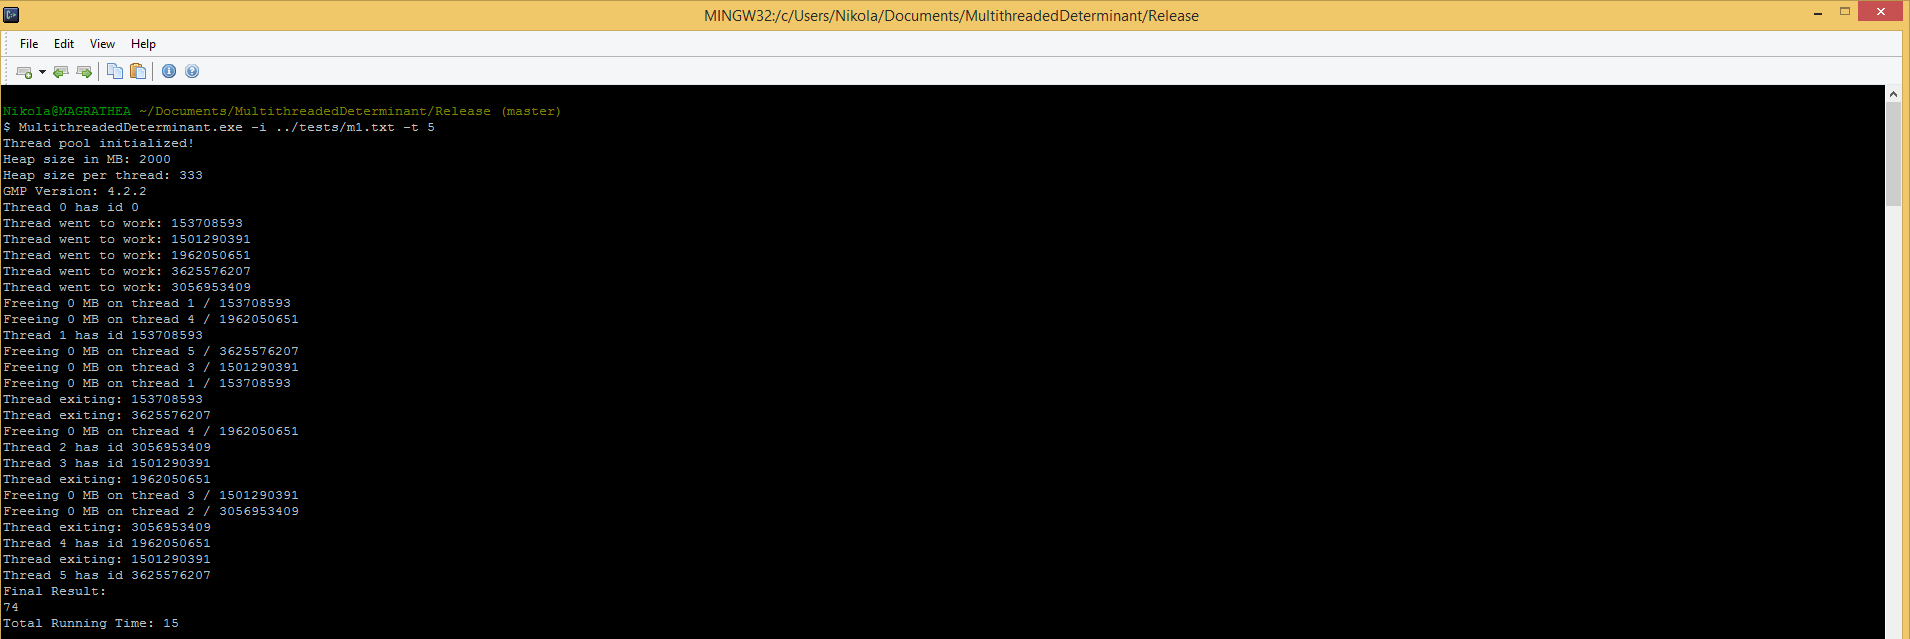 MINGW32:/c/Users/Nikola/Documents/MultithreadedDeterminant/Release
File Edit View Help
Nikola@MAGRATHEA ~/Documents/MultithreadedDeterminant/Release (master)
$ MultithreadedDeterminant.exe -i ../tests/m1.txt -t 5
Thread pool initialized!
Heap size in MB: 2000
Heap size per thread: 333
GMP Version: 4.2.2
Thread 0 has id 0
Thread went to work: 153708593
Thread went to work: 1501290391
Thread went to work: 1962050651
Thread went to work: 3625576207
Thread went to work: 3056953409
Freeing 0 MB on thread 1 / 153708593
Freeing 0 MB on thread 4 / 1962050651
Thread 1 has id 153708593
Freeing 0 MB on thread 5 / 3625576207
Freeing 0 MB on thread 3 / 1501290391
Freeing 0 MB on thread 1 / 153708593
Thread exiting: 153708593
Thread exiting: 3625576207
Freeing 0 MB on thread 4 / 1962050651
Thread 2 has id 3056953409
Thread 3 has id 1501290391
Thread exiting: 1962050651
Freeing 0 MB on thread 3 / 1501290391
Freeing 0 MB on thread 2 / 3056953409
Thread exiting: 3056953409
Thread 4 has id 1962050651
Thread exiting: 1501290391
Thread 5 has id 3625576207
Final Result:
74
Total Running Time: 15